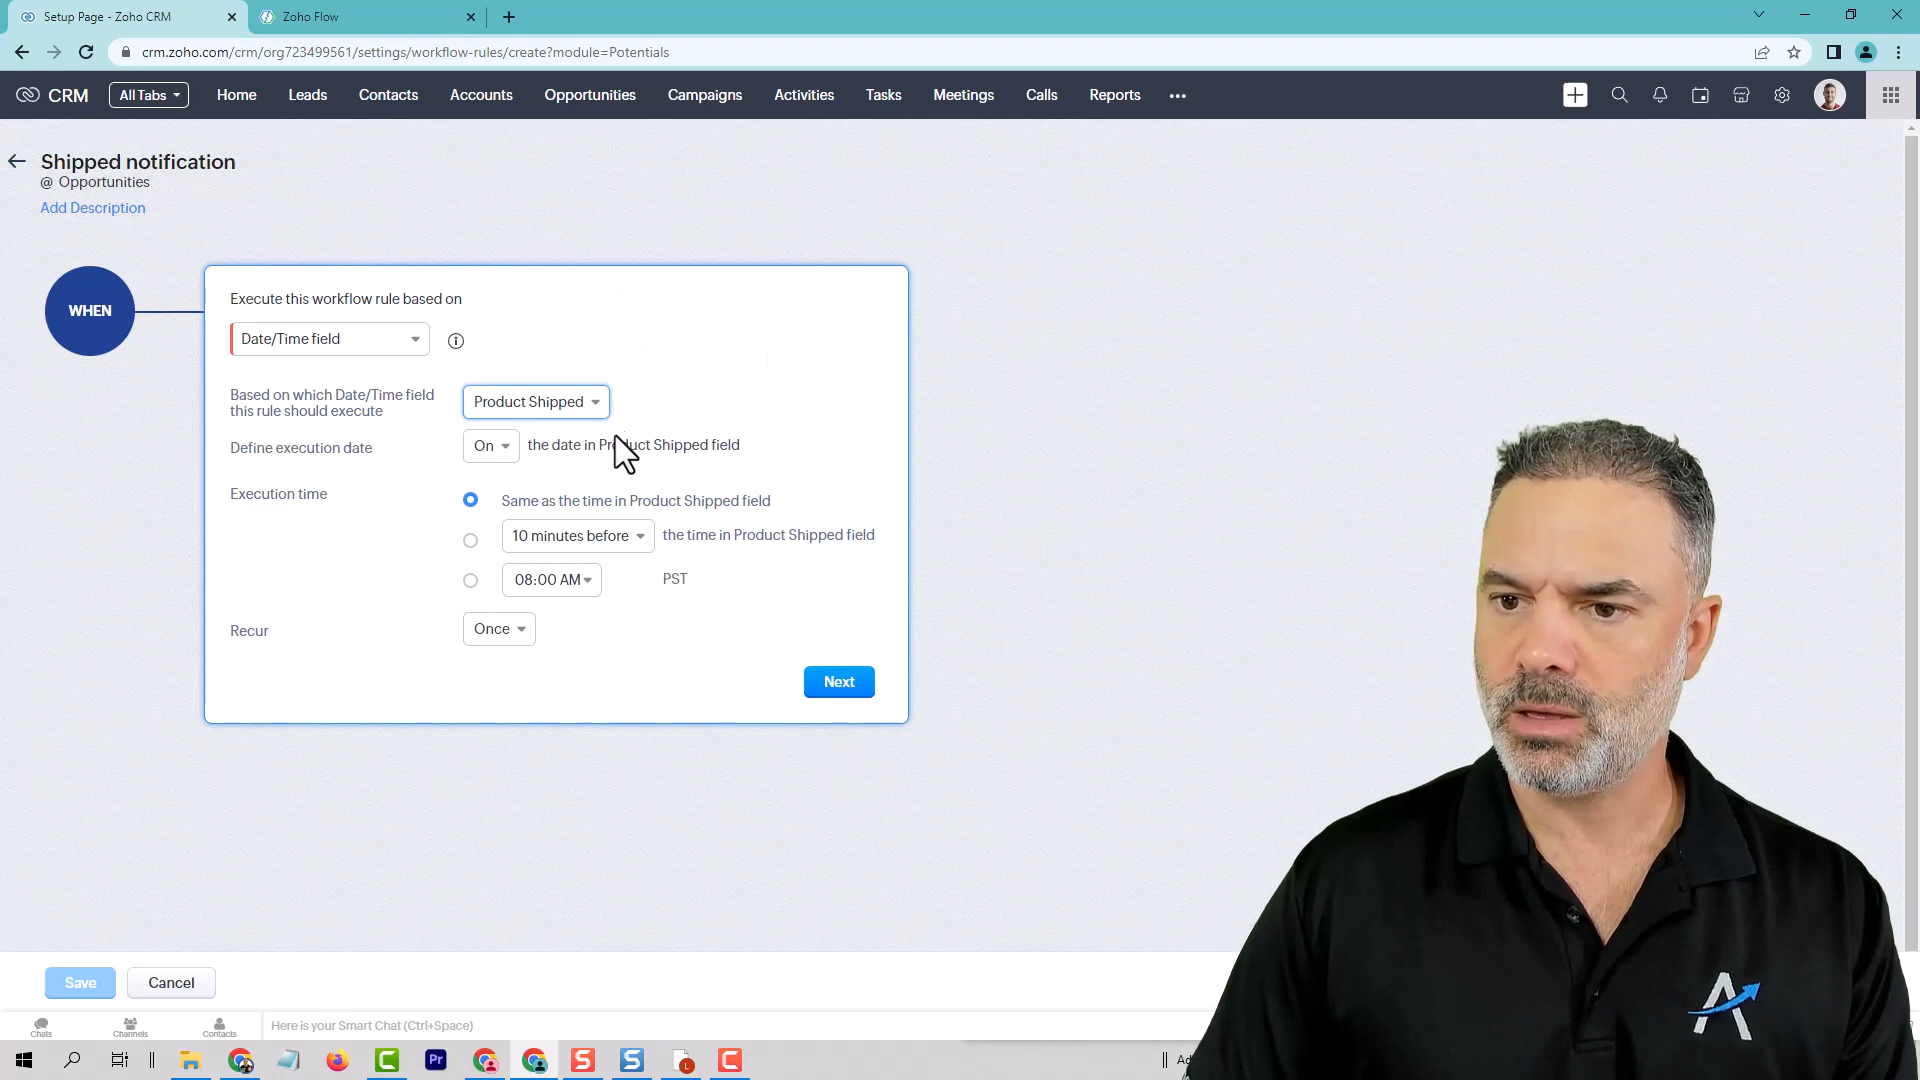 Setup Page - Zoho CRM
Zoho Flow
crm.zoho.com/crm/org723499561/settings/workflow-rules/create?module=Potentials
CRM All Tabs Home Leads Contacts Accounts Opportunities Campaigns Activities Tasks Meetings Calls Reports
Shipped notification
@ Opportunities
Add Description
WHEN
Execute this workflow rule based on
Date/Time field
Based on which Date/Time field
this rule should execute
Product Shipped
Define execution date
On the date in Product Shipped field
Execution time
Same as the time in Product Shipped field
10 minutes before the time in Product Shipped field
08:00 AM PST
Recur
Once
Next
Save Cancel
Chats Channels Contacts
Here is your Smart Chat (Ctrl+Space)
Pr